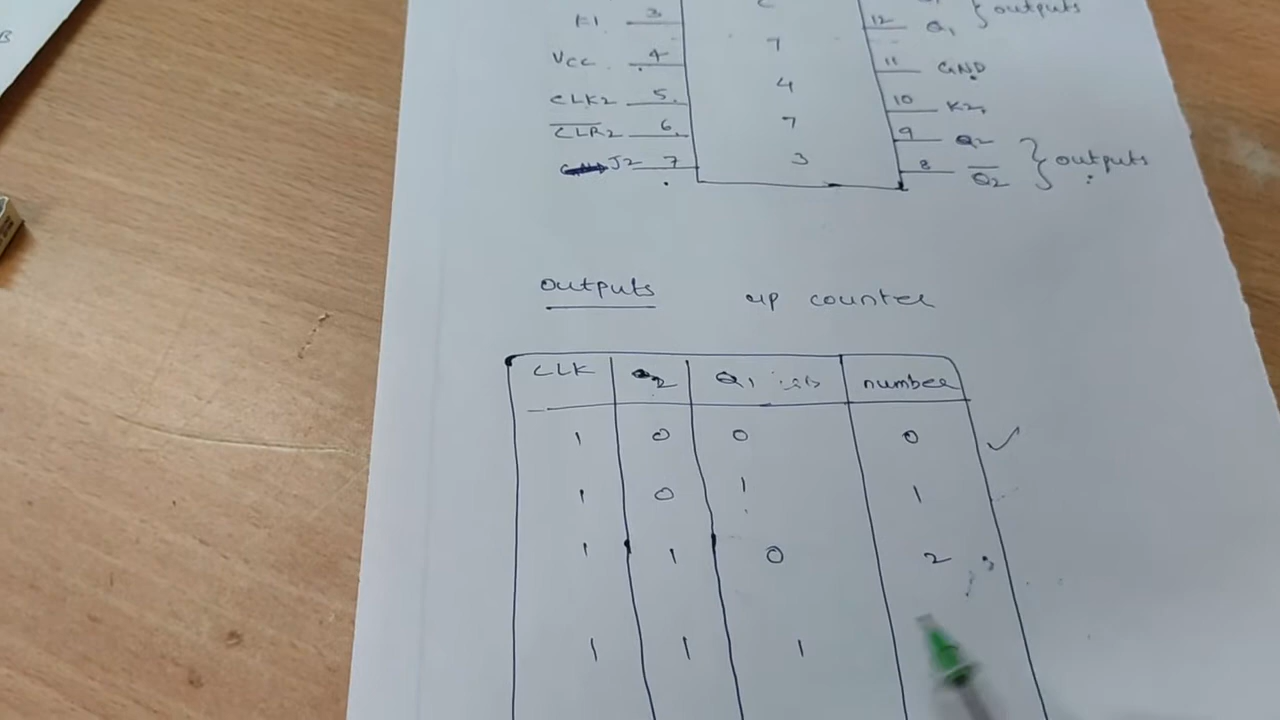 K1 3 C 12 Q1 } outputs
VCC 4 7 11 GND
CLK2 5 4 10 K2
C̅L̅R̅2 6 7 9 Q2
J2 7 3 8 Q̅2 } outputs
outputs up counter
CLK Q2 Q1 number
1 0 0 0 ✓
1 0 1 1
1 1 0 2
1 1 1